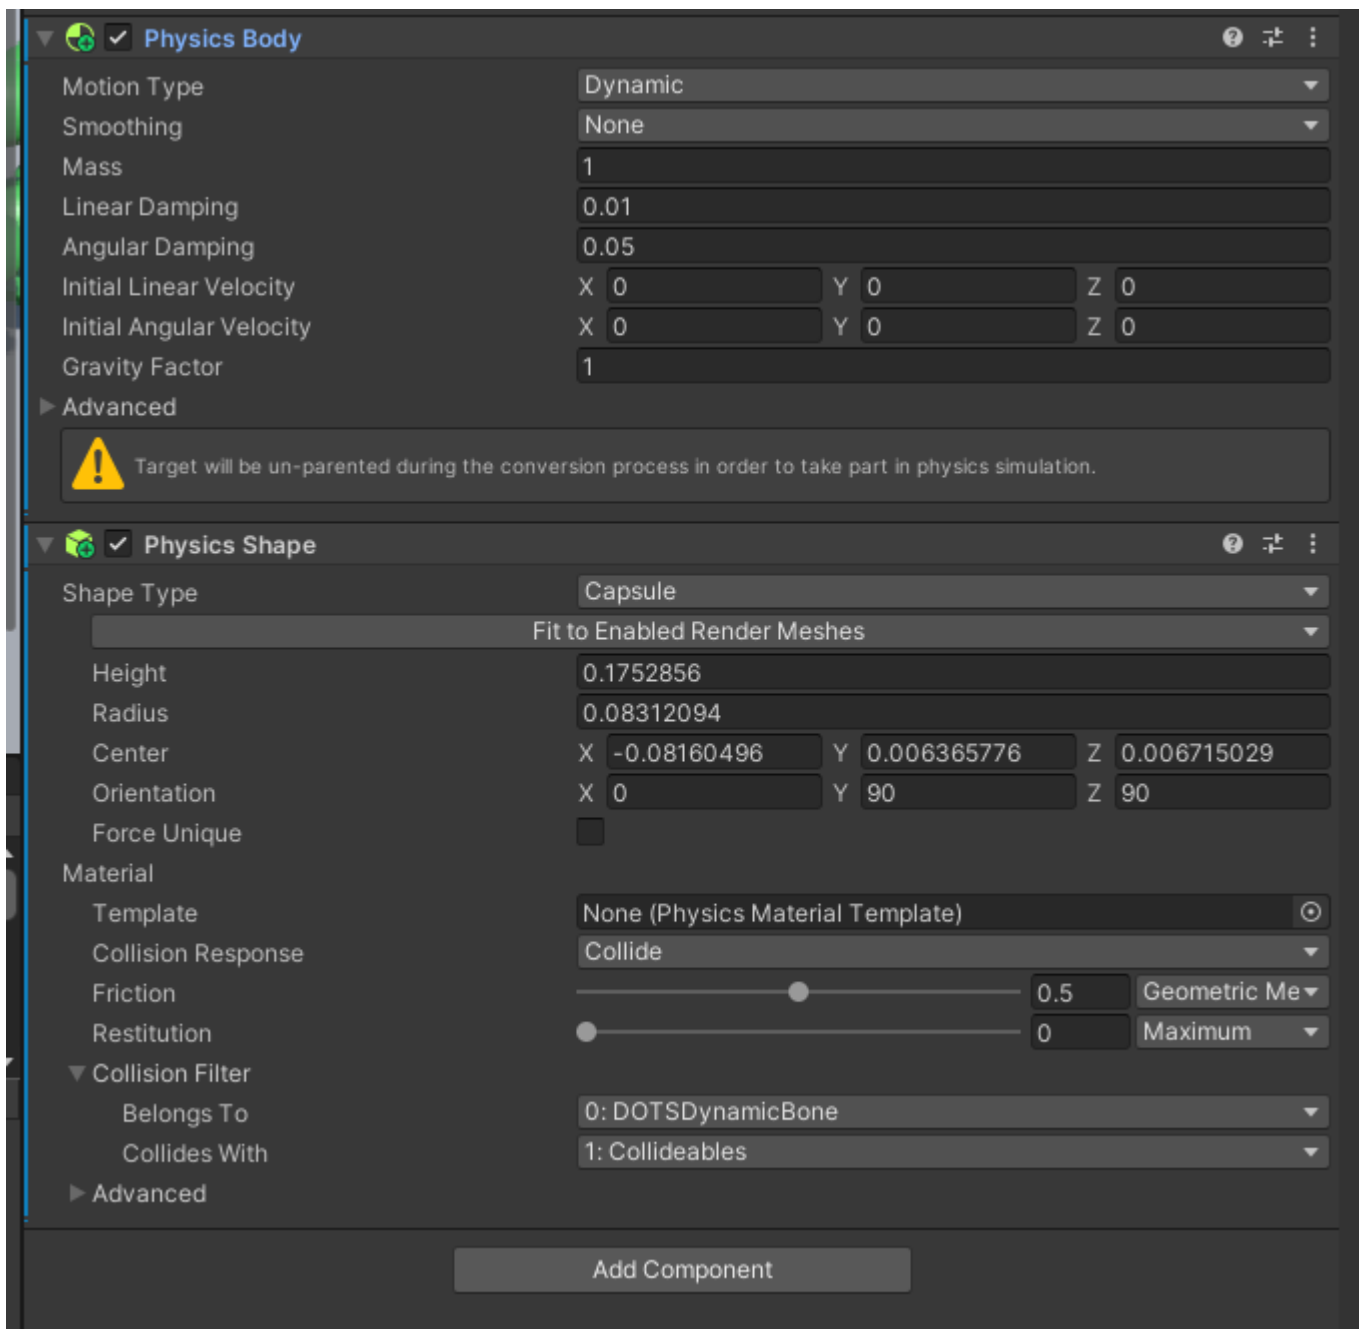 Physics Body
Motion Type Dynamic
Smoothing None
Mass 1
Linear Damping 0.01
Angular Damping 0.05
Initial Linear Velocity X 0 Y 0 Z 0
Initial Angular Velocity X 0 Y 0 Z 0
Gravity Factor 1
Advanced
Target will be un-parented during the conversion process in order to take part in physics simulation.
Physics Shape
Shape Type Capsule
Fit to Enabled Render Meshes
Height 0.1752856
Radius 0.08312094
Center X -0.08160496 Y 0.006365776 Z 0.006715029
Orientation X 0 Y 90 Z 90
Force Unique
Material
Template None (Physics Material Template)
Collision Response Collide
Friction 0.5 Geometric Me
Restitution 0 Maximum
Collision Filter
Belongs To 0: DOTSDynamicBone
Collides With 1: Collideables
Advanced
Add Component